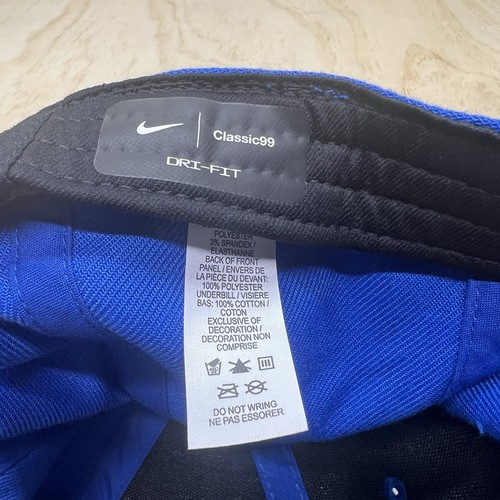 Classic99
DRI-FIT
POLYESTER
3% SPANDEX /
ELASTHANNE
BACK OF FRONT
PANEL / ENVERS DE
LA PIÈCE DU DEVANT:
100% POLYESTER
UNDERBILL / VISIERE
BAS: 100% COTTON /
COTON
EXCLUSIVE OF
DECORATION /
DECORATION NON
COMPRISE
DO NOT WRING
NE PAS ESSORER